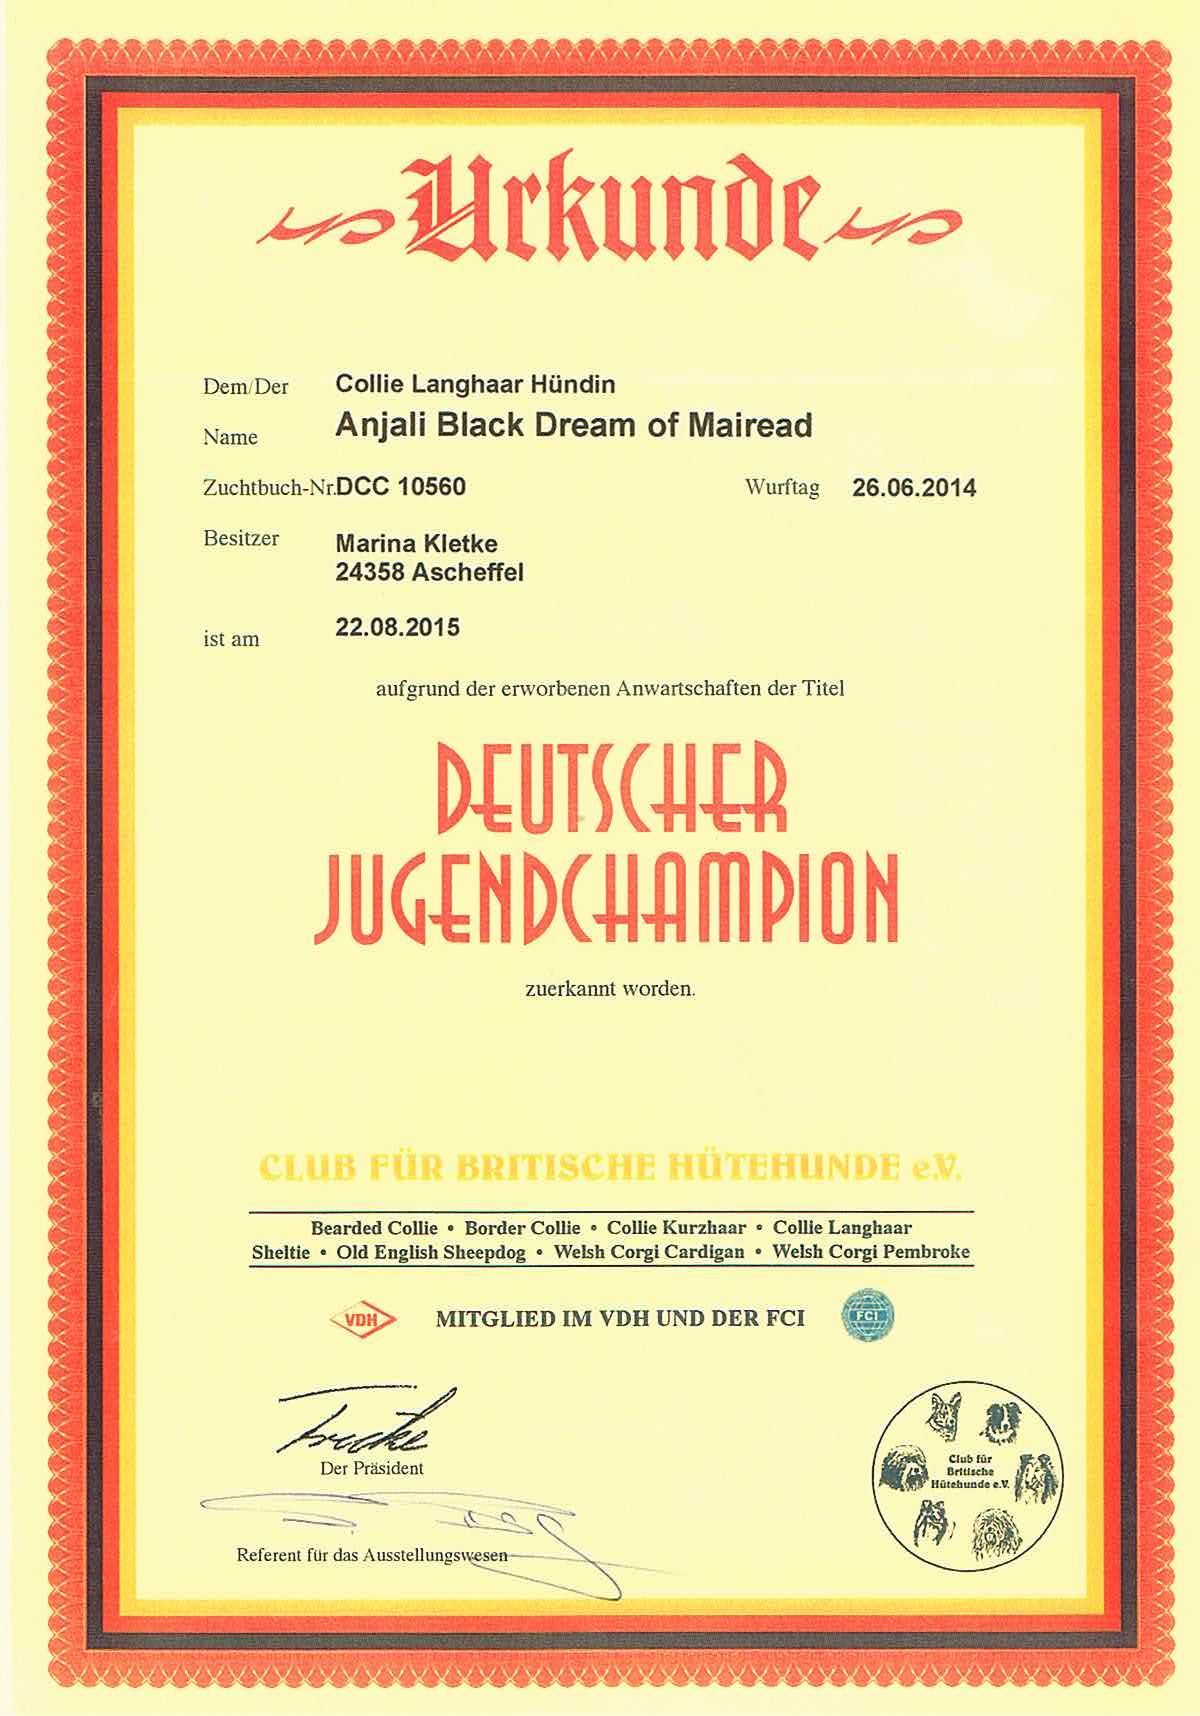 Urkunde
Dem/Der Collie Langhaar Hündin
Name Anjali Black Dream of Mairead
Zuchtbuch-Nr. DCC 10560 Wurftag 26.06.2014
Besitzer Marina Kletke
24358 Ascheffel
ist am 22.08.2015
aufgrund der erworbenen Anwartschaften der Titel
DEUTSCHER
JUGENDCHAMPION
zuerkannt worden.
CLUB FÜR BRITISCHE HÜTEHUNDE e.V.
Bearded Collie • Border Collie • Collie Kurzhaar • Collie Langhaar
Sheltie • Old English Sheepdog • Welsh Corgi Cardigan • Welsh Corgi Pembroke
VDH MITGLIED IM VDH UND DER FCI FCI
Der Präsident
Club für
Britische
Hütehunde e.V.
Referent für das Ausstellungswesen